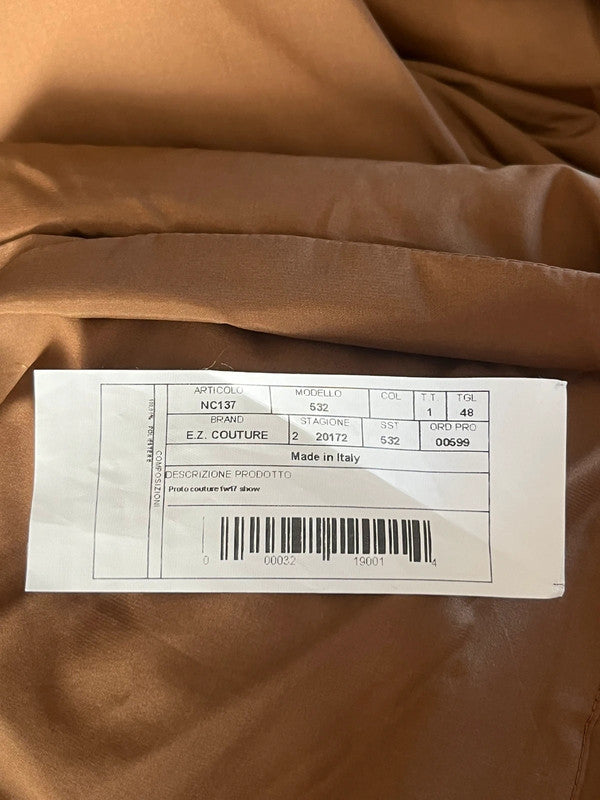 ARTICOLO MODELLO COL T.T. TGL
NC137 532 1 48
BRAND STAGIONE SST ORD PRO
E.Z. COUTURE 2 20172 532 00599
Made in Italy
DESCRIZIONE PRODOTTO
Proto couture fw17 show
0 00032 19001 4
COMPOSIZIONI